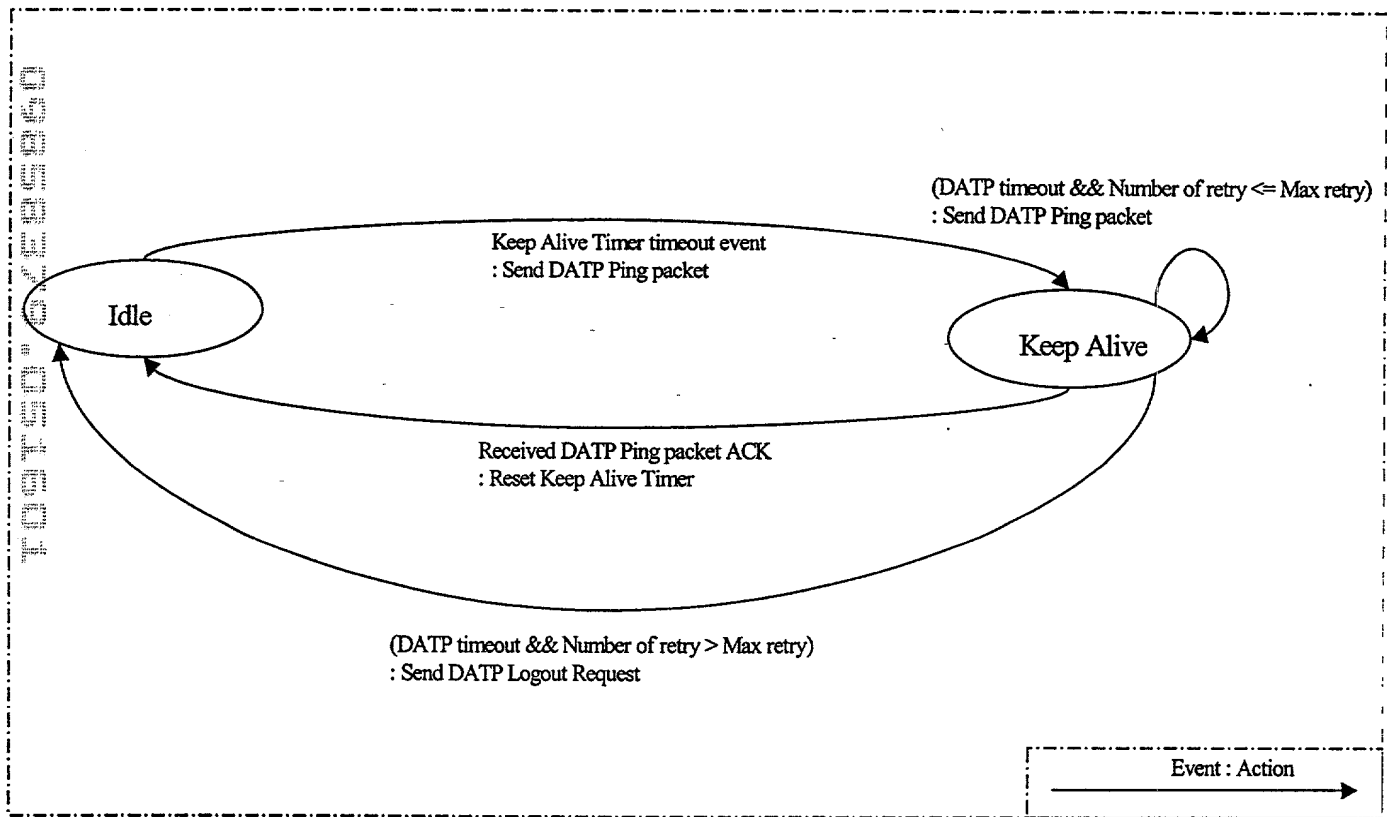 (DATP timeout && Number of retry <= Max retry)
: Send DATP Ping packet
Keep Alive Timer timeout event
: Send DATP Ping packet
Idle
Keep Alive
Received DATP Ping packet ACK
: Reset Keep Alive Timer
(DATP timeout && Number of retry > Max retry)
: Send DATP Logout Request
Event : Action